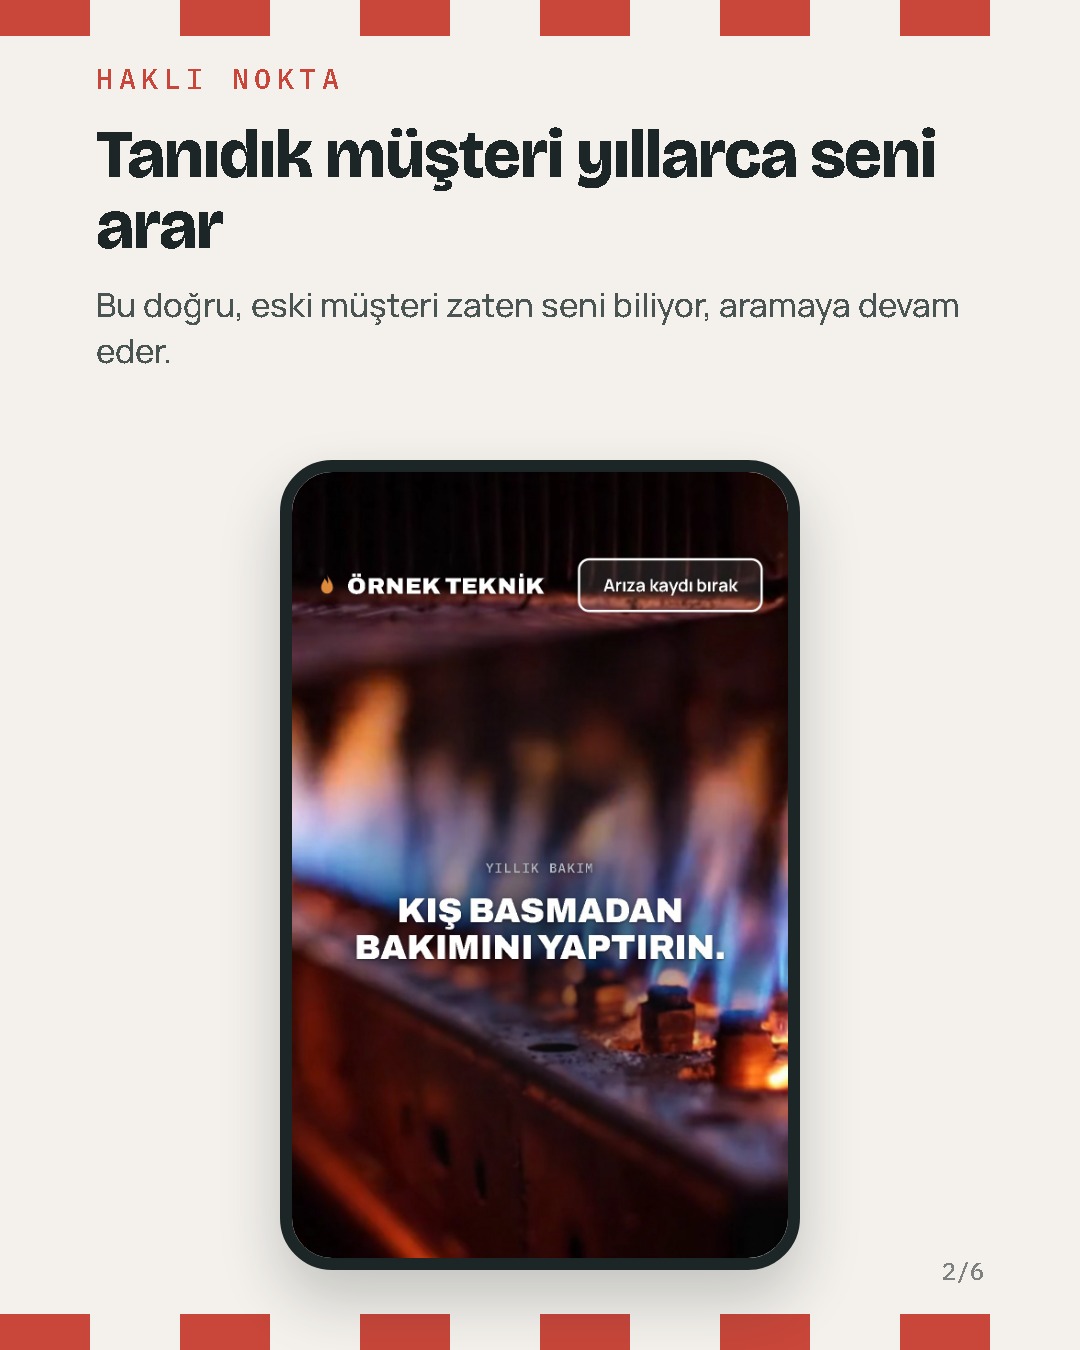 HAKLI NOKTA
Tanıdık müşteri yıllarca seni
arar
Bu doğru, eski müşteri zaten seni biliyor, aramaya devam
eder.
ÖRNEK TEKNİK
Arıza kaydı bırak
YILLIK BAKIM
KIŞ BASMADAN
BAKIMINI YAPTIRIN.
2/6